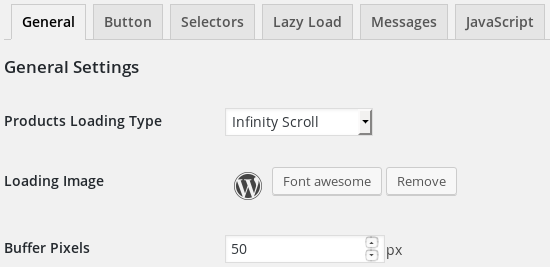 General Button Selectors Lazy Load Messages JavaScript
General Settings
Products Loading Type Infinity Scroll
Loading Image Font awesome Remove
Buffer Pixels 50 px